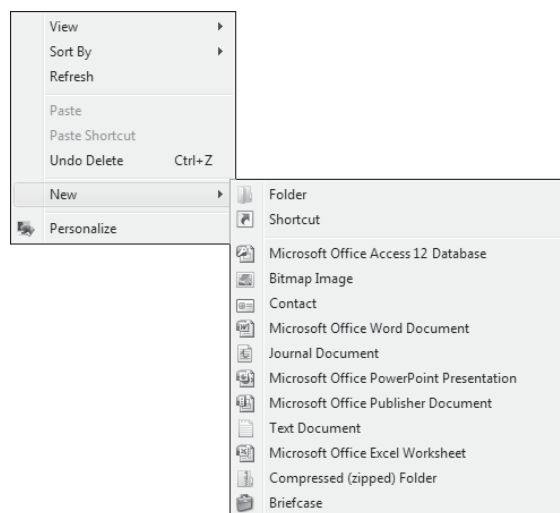 View
Sort By
Refresh
Paste
Paste Shortcut
Undo Delete Ctrl+Z
New
Personalize
Folder
Shortcut
Microsoft Office Access 12 Database
Bitmap Image
Contact
Microsoft Office Word Document
Journal Document
Microsoft Office PowerPoint Presentation
Microsoft Office Publisher Document
Text Document
Microsoft Office Excel Worksheet
Compressed (zipped) Folder
Briefcase